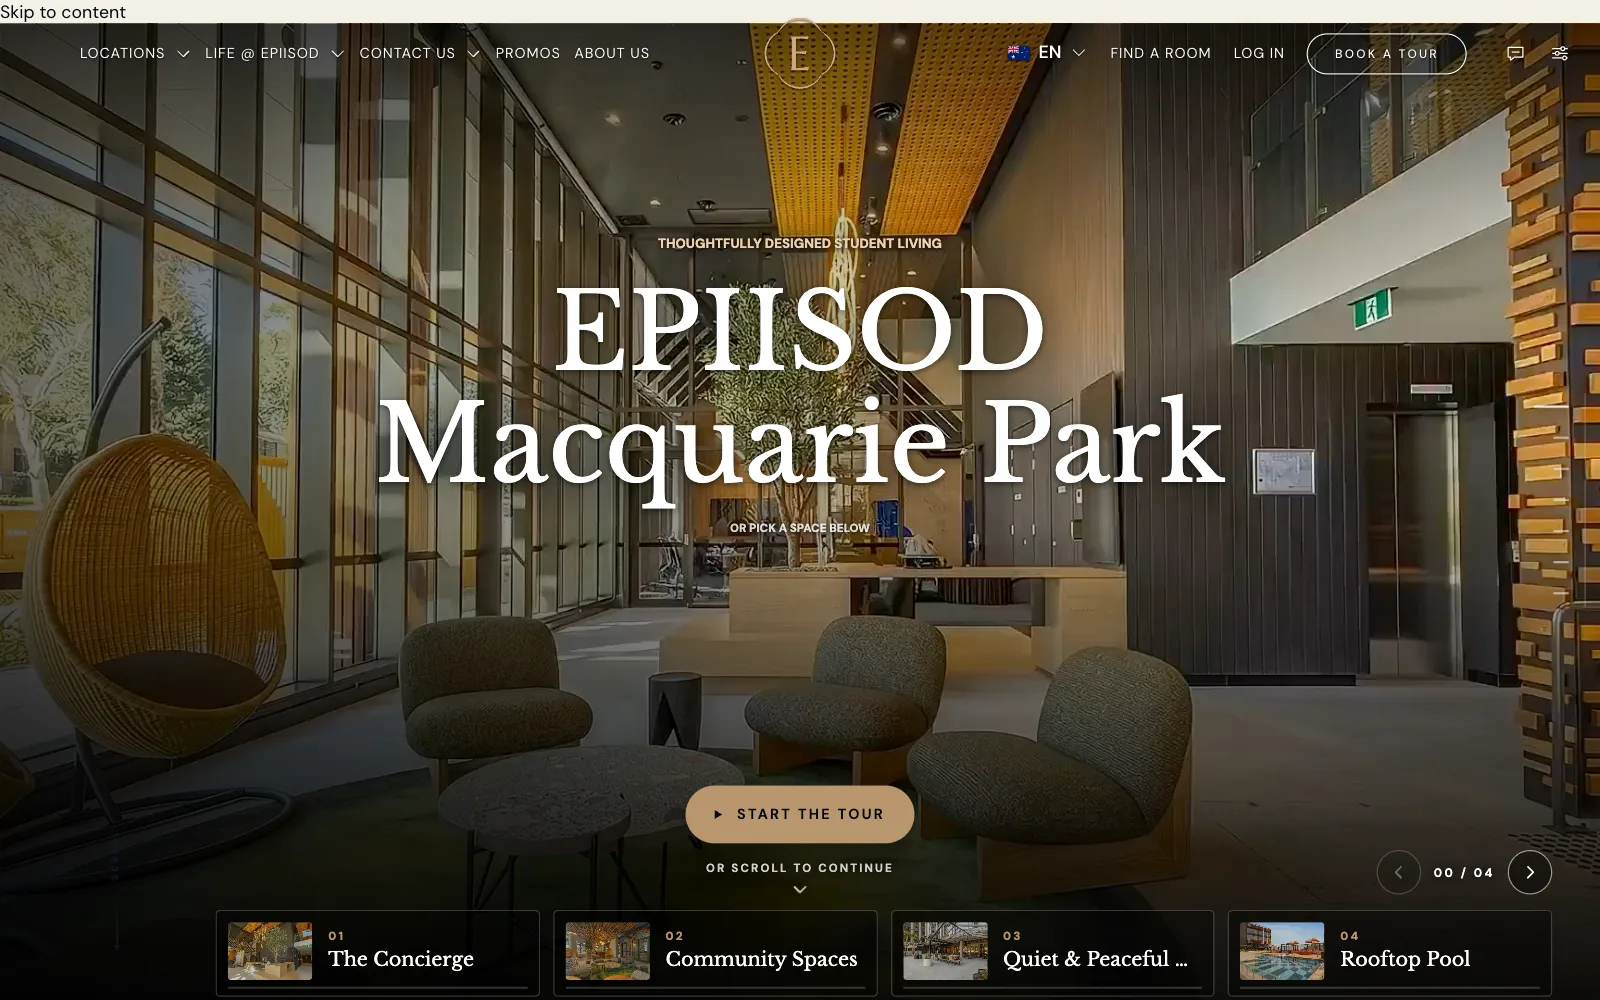 Skip to content
LOCATIONS
LIFE @ EPIISOD
CONTACT US
PROMOS
ABOUT US
E
EN
FIND A ROOM
LOG IN
BOOK A TOUR
THOUGHTFULLY DESIGNED STUDENT LIVING
EPIISOD
Macquarie Park
OR PICK A SPACE BELOW
START THE TOUR
OR SCROLL TO CONTINUE
00 / 04
01
The Concierge
02
Community Spaces
03
Quiet & Peaceful ...
04
Rooftop Pool